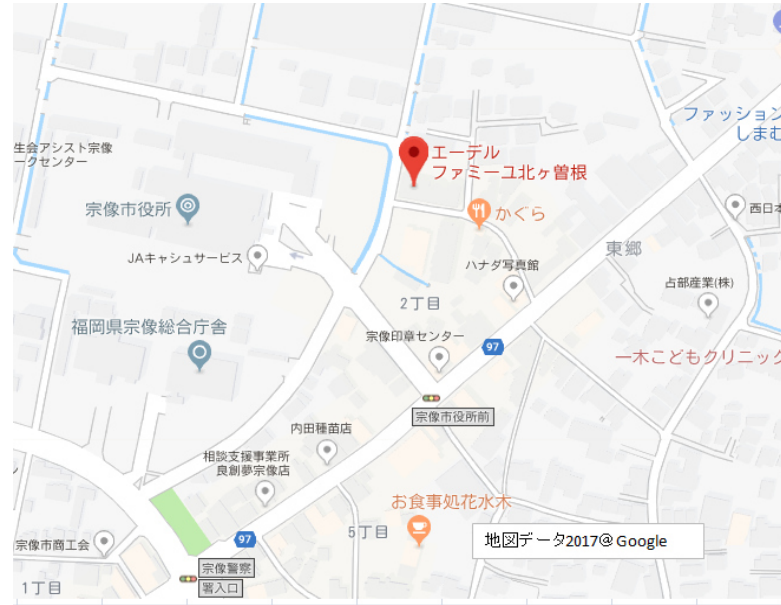 ファッション
しまむ
生会アシスト宗像
ークセンター
エーデル
ファミーユ北ヶ曽根
宗像市役所
かぐら
西日本
東郷
JAキャッシュサービス
ハナダ写真館
占部産業(株)
2丁目
福岡県宗像総合庁舎
宗像印章センター
97
一木こどもクリニック
宗像市役所前
内田種苗店
相談支援事業所
良創夢宗像店
お食事処花水木
97
5丁目
地図データ2017@Google
宗像市商工会
宗像警察
署入口
1丁目